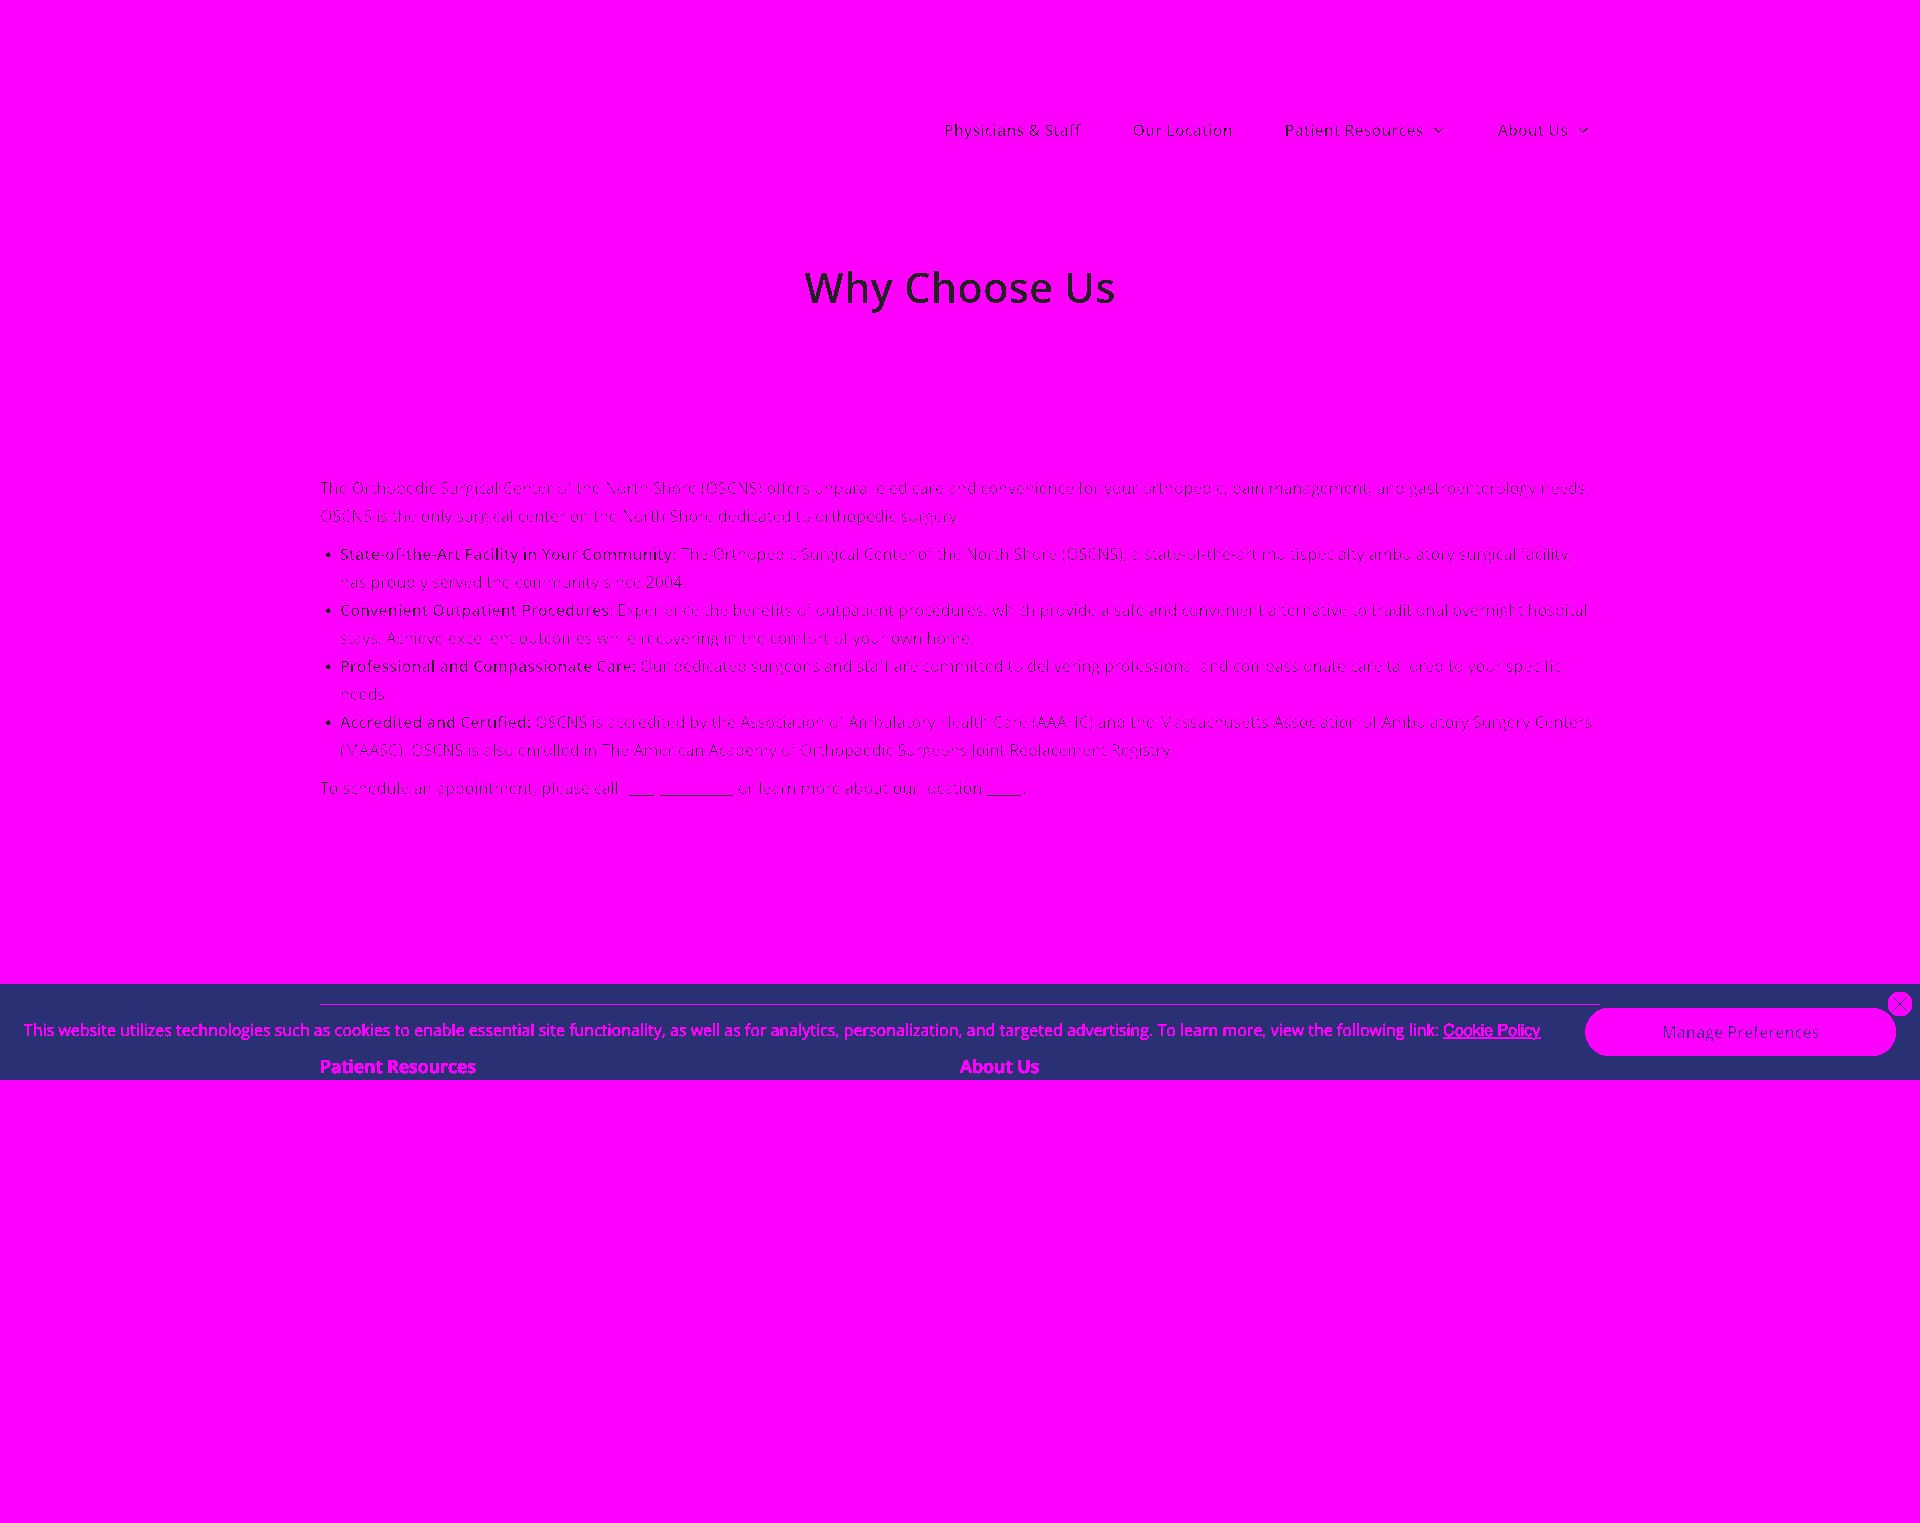 Physicians & Staff
Our Location
Patient Resources
About Us
Why Choose Us
The Orthopedic Surgical Center of the North Shore (OSCNS) offers unparalleled care and convenience for your orthopedic, pain management, and gastroenterology needs.
OSCNS is the only surgical center on the North Shore dedicated to orthopedic surgery.
• State-of-the-Art Facility in Your Community: The Orthopedic Surgical Center of the North Shore (OSCNS), a state-of-the-art multispecialty ambulatory surgical facility,
has proudly served the community since 2004.
• Convenient Outpatient Procedures: Experience the benefits of outpatient procedures, which provide a safe and convenient alternative to traditional overnight hospital
stays. Achieve excellent outcomes while recovering in the comfort of your own home.
• Professional and Compassionate Care: Our dedicated surgeons and staff are committed to delivering professional and compassionate care tailored to your specific
needs.
• Accredited and Certified: OSCNS is accredited by the Association of Ambulatory Health Care (AAAHC) and the Massachusetts Association of Ambulatory Surgery Centers
(MAASC). OSCNS is also enrolled in The American Academy of Orthopaedic Surgeons Joint Replacement Registry.
To schedule an appointment, please call or learn more about our location .
This website utilizes technologies such as cookies to enable essential site functionality, as well as for analytics, personalization, and targeted advertising. To learn more, view the following link: Cookie Policy
Manage Preferences
Patient Resources
About Us